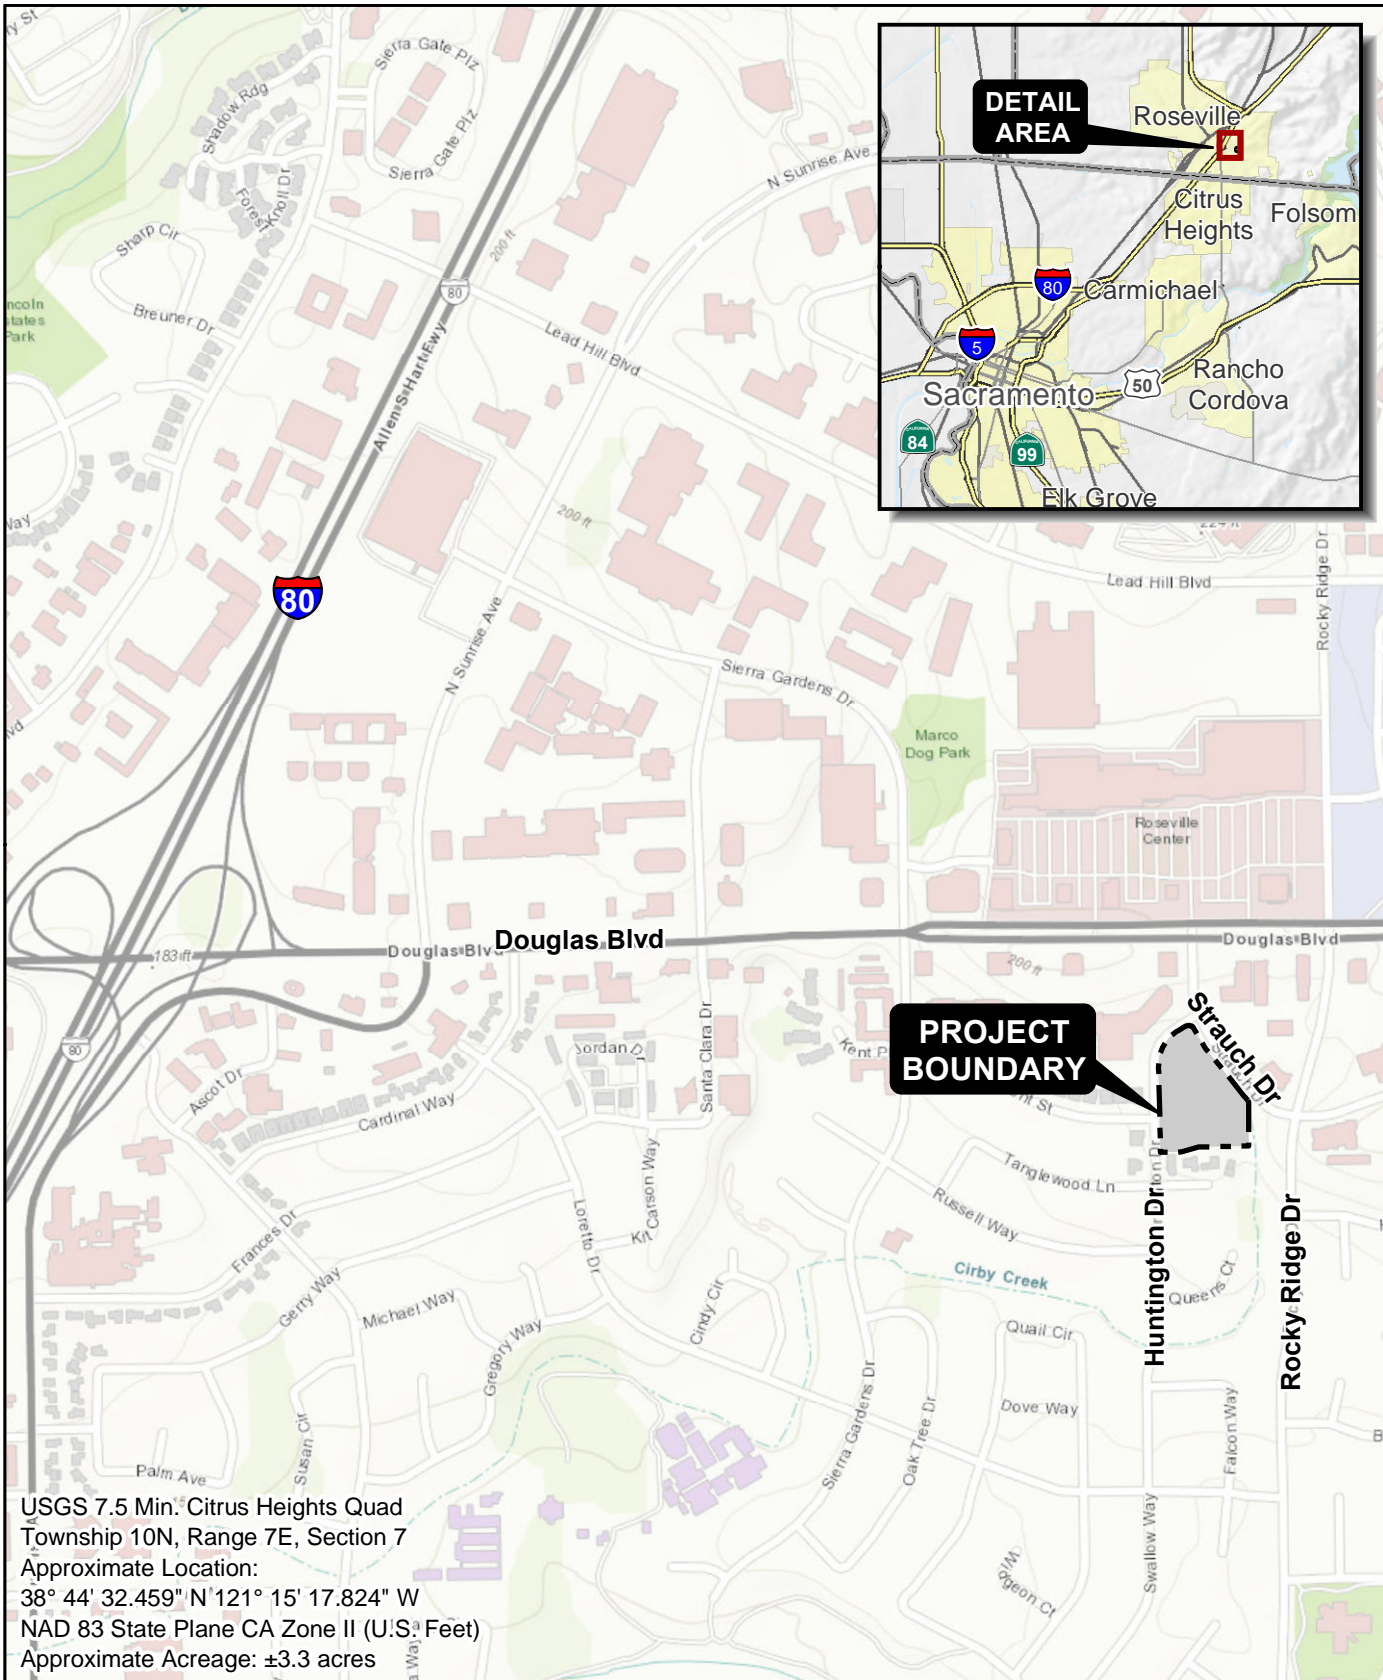 Sierra Gate Plz
Shadow Rdg
Sierra Gate Plz
Forest
Knoll Dr
N Sunrise Ave
Sharp Cir
200 ft
80
Breuner Dr
Park
Lead Hill Blvd
Allen S Hart Fwy
DETAIL
AREA
Roseville
Citrus
Heights
Folsom
80
Carmichael
5
Sacramento
50
Rancho
Cordova
84
CALIFORNIA
99
Elk Grove
Way
200 ft
Lead Hill Blvd
Rocky Ridge Dr
80
N Sunrise Ave
Sierra Gardens Dr
Marco
Dog Park
Roseville
Center
183 ft
Douglas Blvd
Douglas Blvd
Douglas Blvd
200 ft
Strauch Dr
PROJECT
BOUNDARY
80
Jordan D
Kent P
Santa Clara Dr
Ascot Dr
Cardinal Way
nt St
Tanglewood Ln
Russell Way
Kit Carson Way
Loretto Dr
Frances Dr
Cirby Creek
Queens Ct
Huntington Dr
Rocky Ridge Dr
Gerry Way
Michael Way
Cindy Cir
Gregory Way
Quail Cir
Sierra Gardens Dr
Oak Tree Dr
Dove Way
Falcon Way
Susan Cir
Palm Ave
Swallow Way
Widgeon Ct
USGS 7.5 Min. Citrus Heights Quad
Township 10N, Range 7E, Section 7
Approximate Location:
38° 44' 32.459" N 121° 15' 17.824" W
NAD 83 State Plane CA Zone II (U.S. Feet)
Approximate Acreage: ±3.3 acres